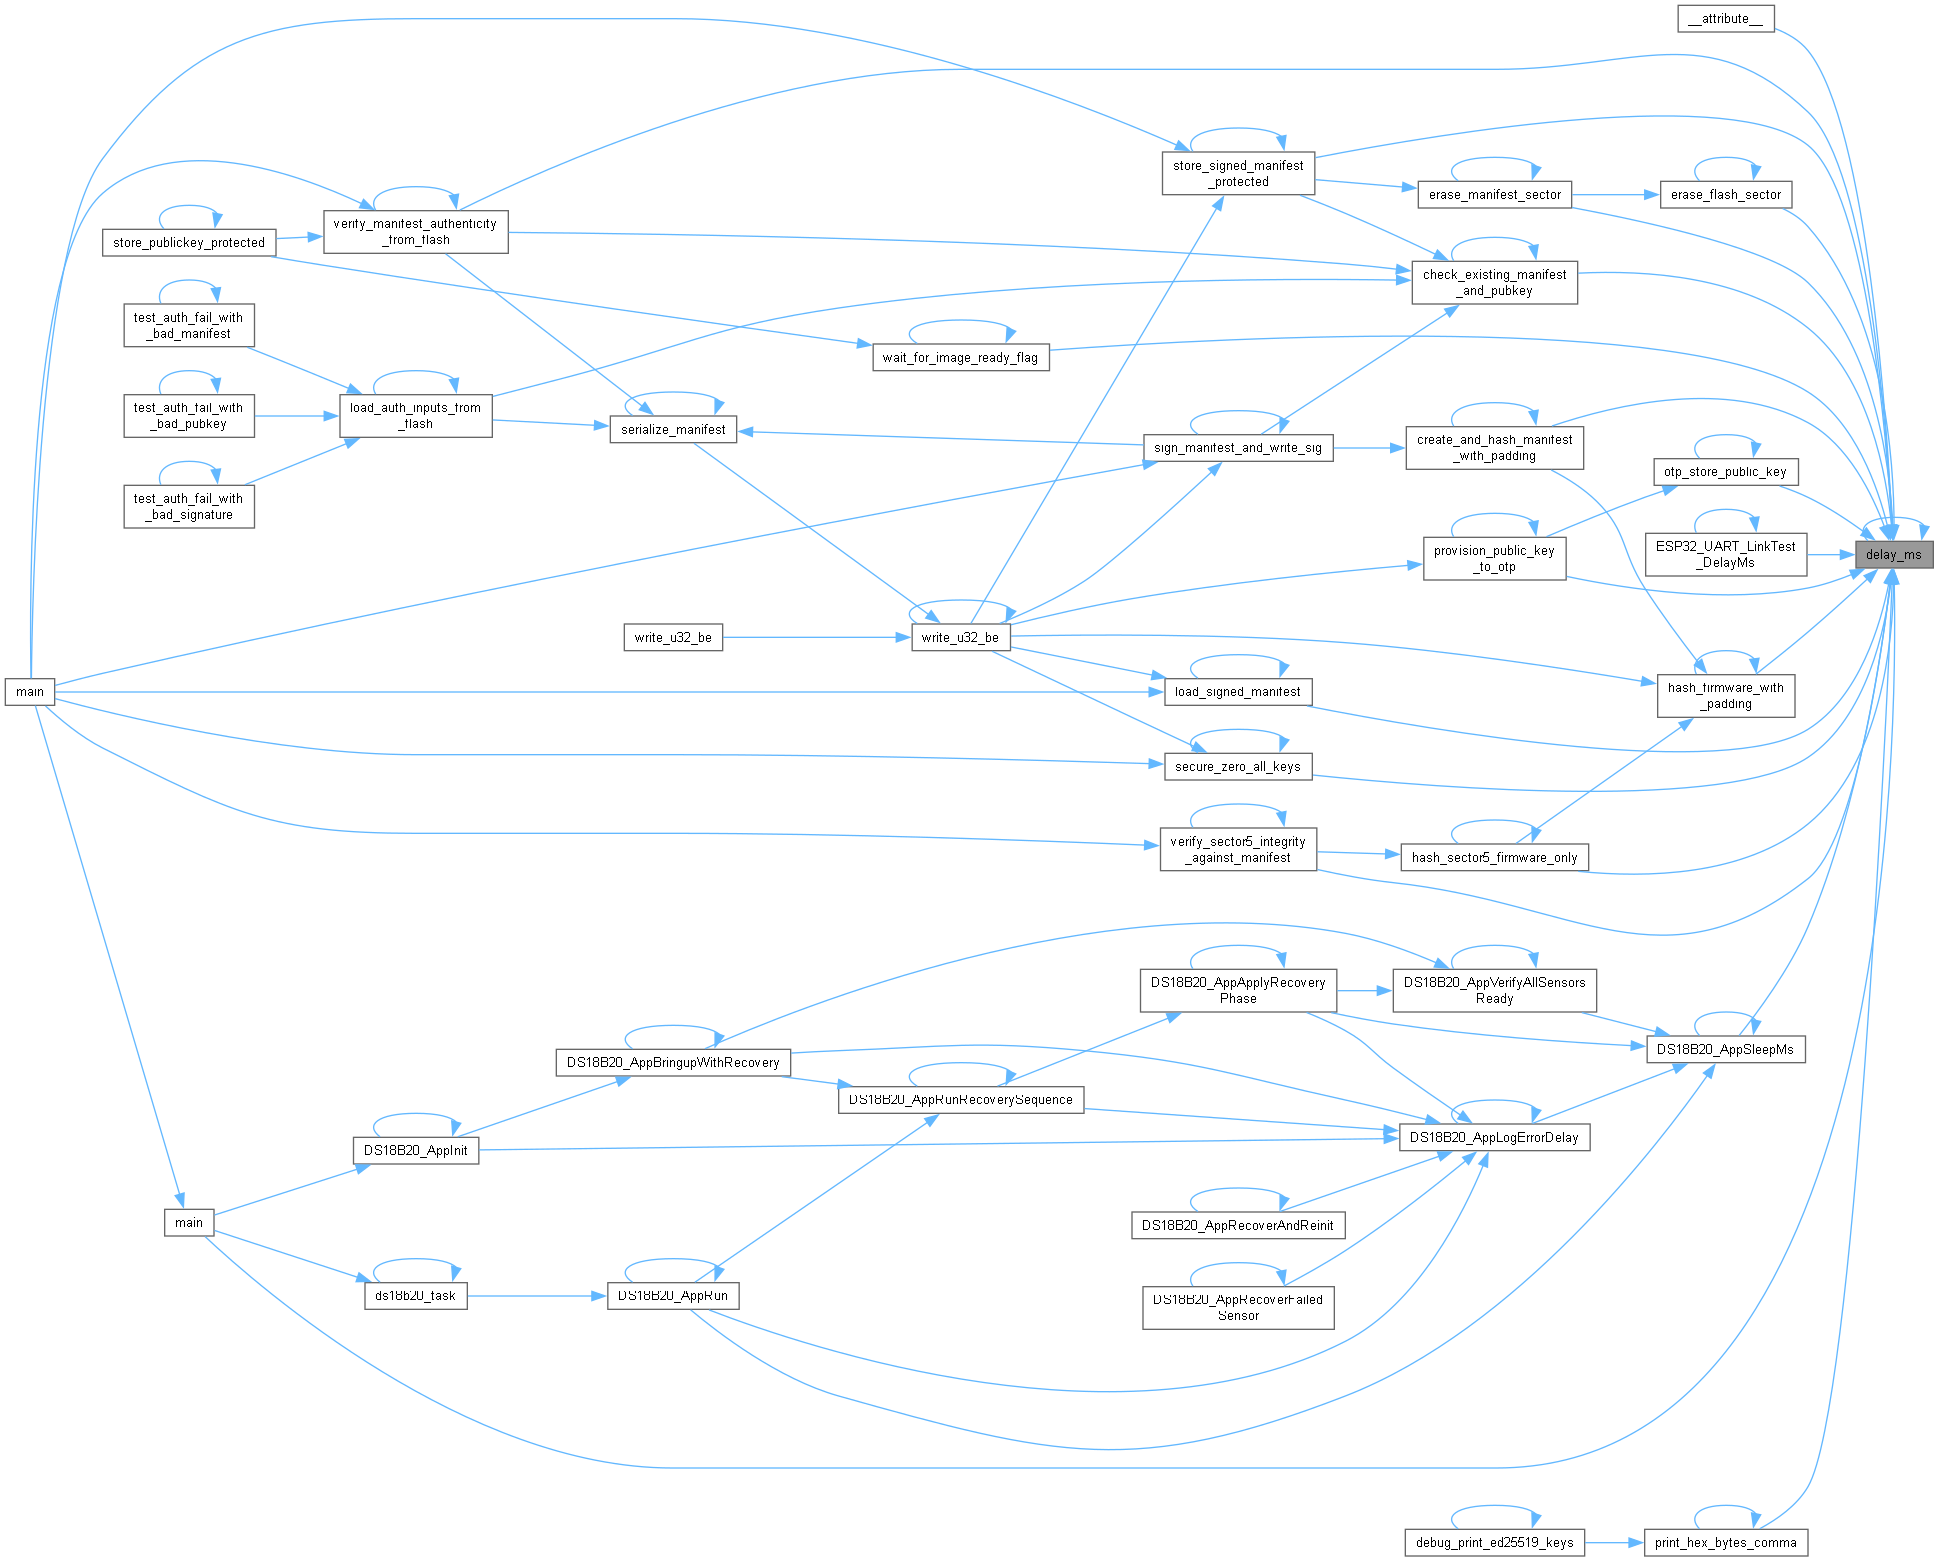 __attribute__
store_signed_manifest
_protected
erase_manifest_sector
erase_flash_sector
verify_manifest_authenticity
_from_flash
store_publickey_protected
check_existing_manifest
_and_pubkey
test_auth_fail_with
_bad_manifest
wait_for_image_ready_flag
test_auth_fail_with
_bad_pubkey
load_auth_inputs_from
_flash
serialize_manifest
sign_manifest_and_write_sig
create_and_hash_manifest
_with_padding
otp_store_public_key
test_auth_fail_with
_bad_signature
provision_public_key
_to_otp
ESP32_UART_LinkTest
_DelayMs
delay_ms
write_u32_be
write_u32_be
main
load_signed_manifest
hash_firmware_with
_padding
secure_zero_all_keys
verify_sector5_integrity
_against_manifest
hash_sector5_firmware_only
DS18B20_AppApplyRecovery
Phase
DS18B20_AppVerifyAllSensors
Ready
DS18B20_AppBringupWithRecovery
DS18B20_AppSleepMs
DS18B20_AppRunRecoverySequence
DS18B20_AppInit
DS18B20_AppLogErrorDelay
main
DS18B20_AppRecoverAndReinit
ds18b20_task
DS18B20_AppRun
DS18B20_AppRecoverFailed
Sensor
debug_print_ed25519_keys
print_hex_bytes_comma